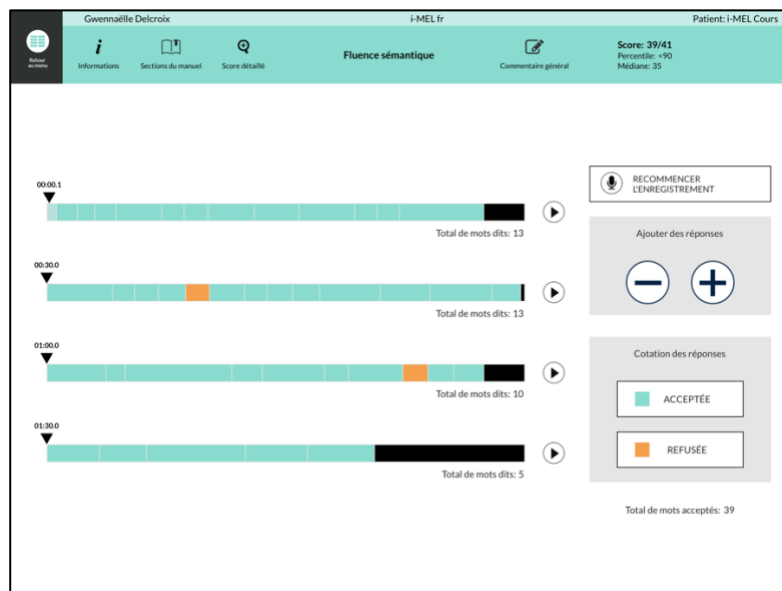 Gwennaëlle Delcroix
i-MEL fr
Patient: i-MEL Cours
Retour
au menu
Informations
Sections du manuel
Score détaillé
Fluence sémantique
Commentaire général
Score: 39/41
Percentile: <90
Médiane: 35
00:00.1
Total de mots dits: 13
00:30.0
Total de mots dits: 13
01:00.0
Total de mots dits: 10
01:30.0
Total de mots dits: 5
RECOMMENCER
L'ENREGISTREMENT
Ajouter des réponses
Cotation des réponses
ACCEPTÉE
REFUSÉE
Total de mots acceptés: 39